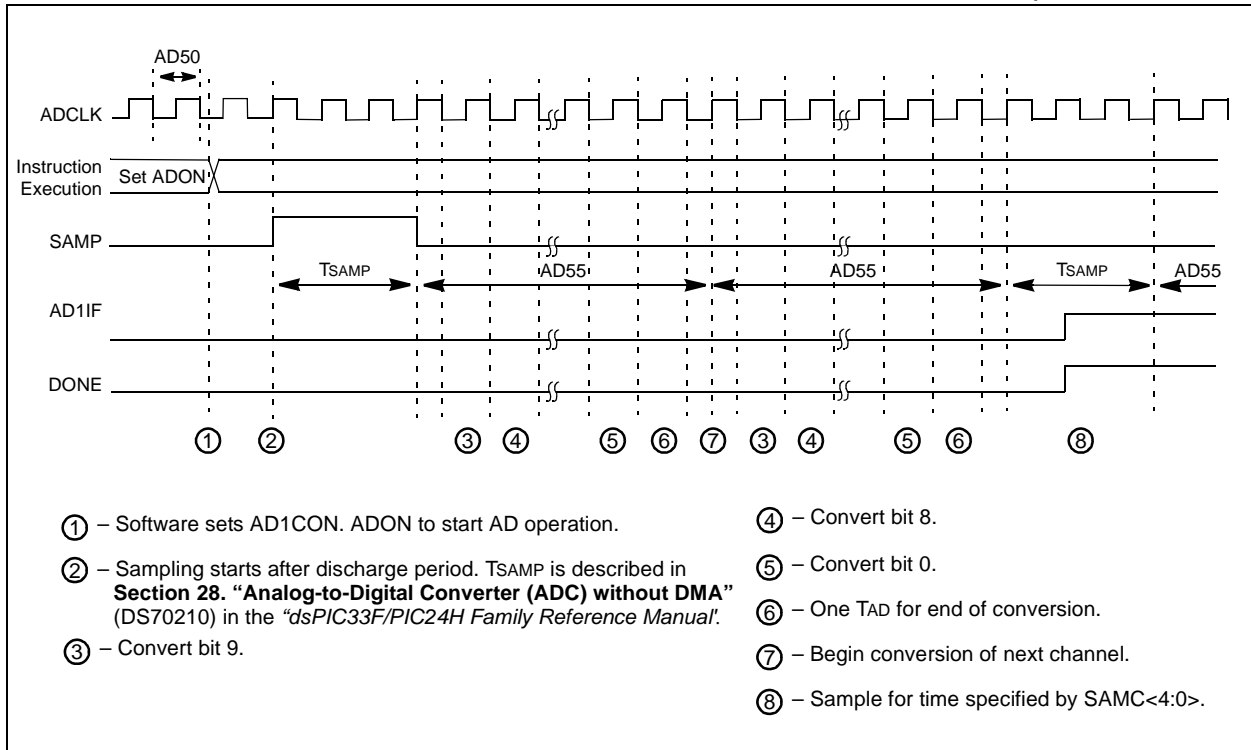 AD50
ADCLK
Instruction
Execution
Set ADON
SAMP
TSAMP
AD55
AD55
TSAMP
AD55
AD1IF
DONE
1 2 3 4 5 6 7 3 4 5 6 8
1 – Software sets AD1CON. ADON to start AD operation.
2 – Sampling starts after discharge period. TSAMP is described in
Section 28. “Analog-to-Digital Converter (ADC) without DMA”
(DS70210) in the “dsPIC33F/PIC24H Family Reference Manual'.
3 – Convert bit 9.
4 – Convert bit 8.
5 – Convert bit 0.
6 – One TAD for end of conversion.
7 – Begin conversion of next channel.
8 – Sample for time specified by SAMC<4:0>.